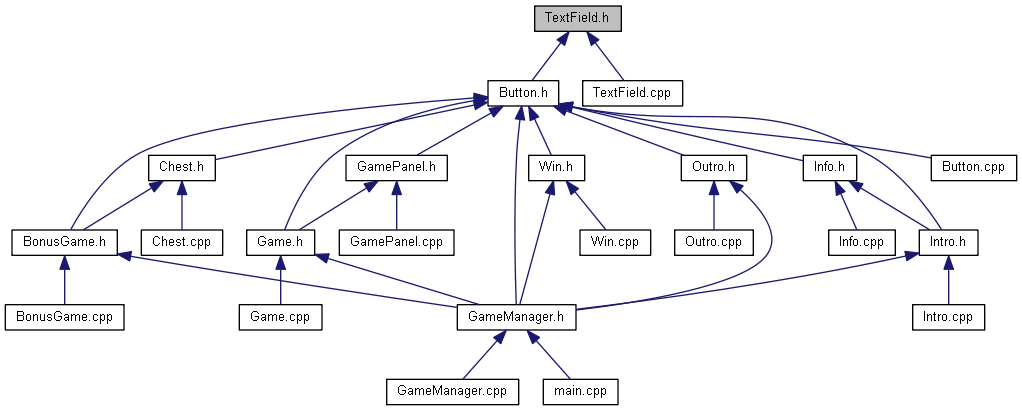 TextField.h
Button.h
TextField.cpp
Chest.h
GamePanel.h
Win.h
Outro.h
Info.h
Button.cpp
BonusGame.h
Chest.cpp
Game.h
GamePanel.cpp
Win.cpp
Outro.cpp
Info.cpp
Intro.h
BonusGame.cpp
Game.cpp
GameManager.h
Intro.cpp
GameManager.cpp
main.cpp